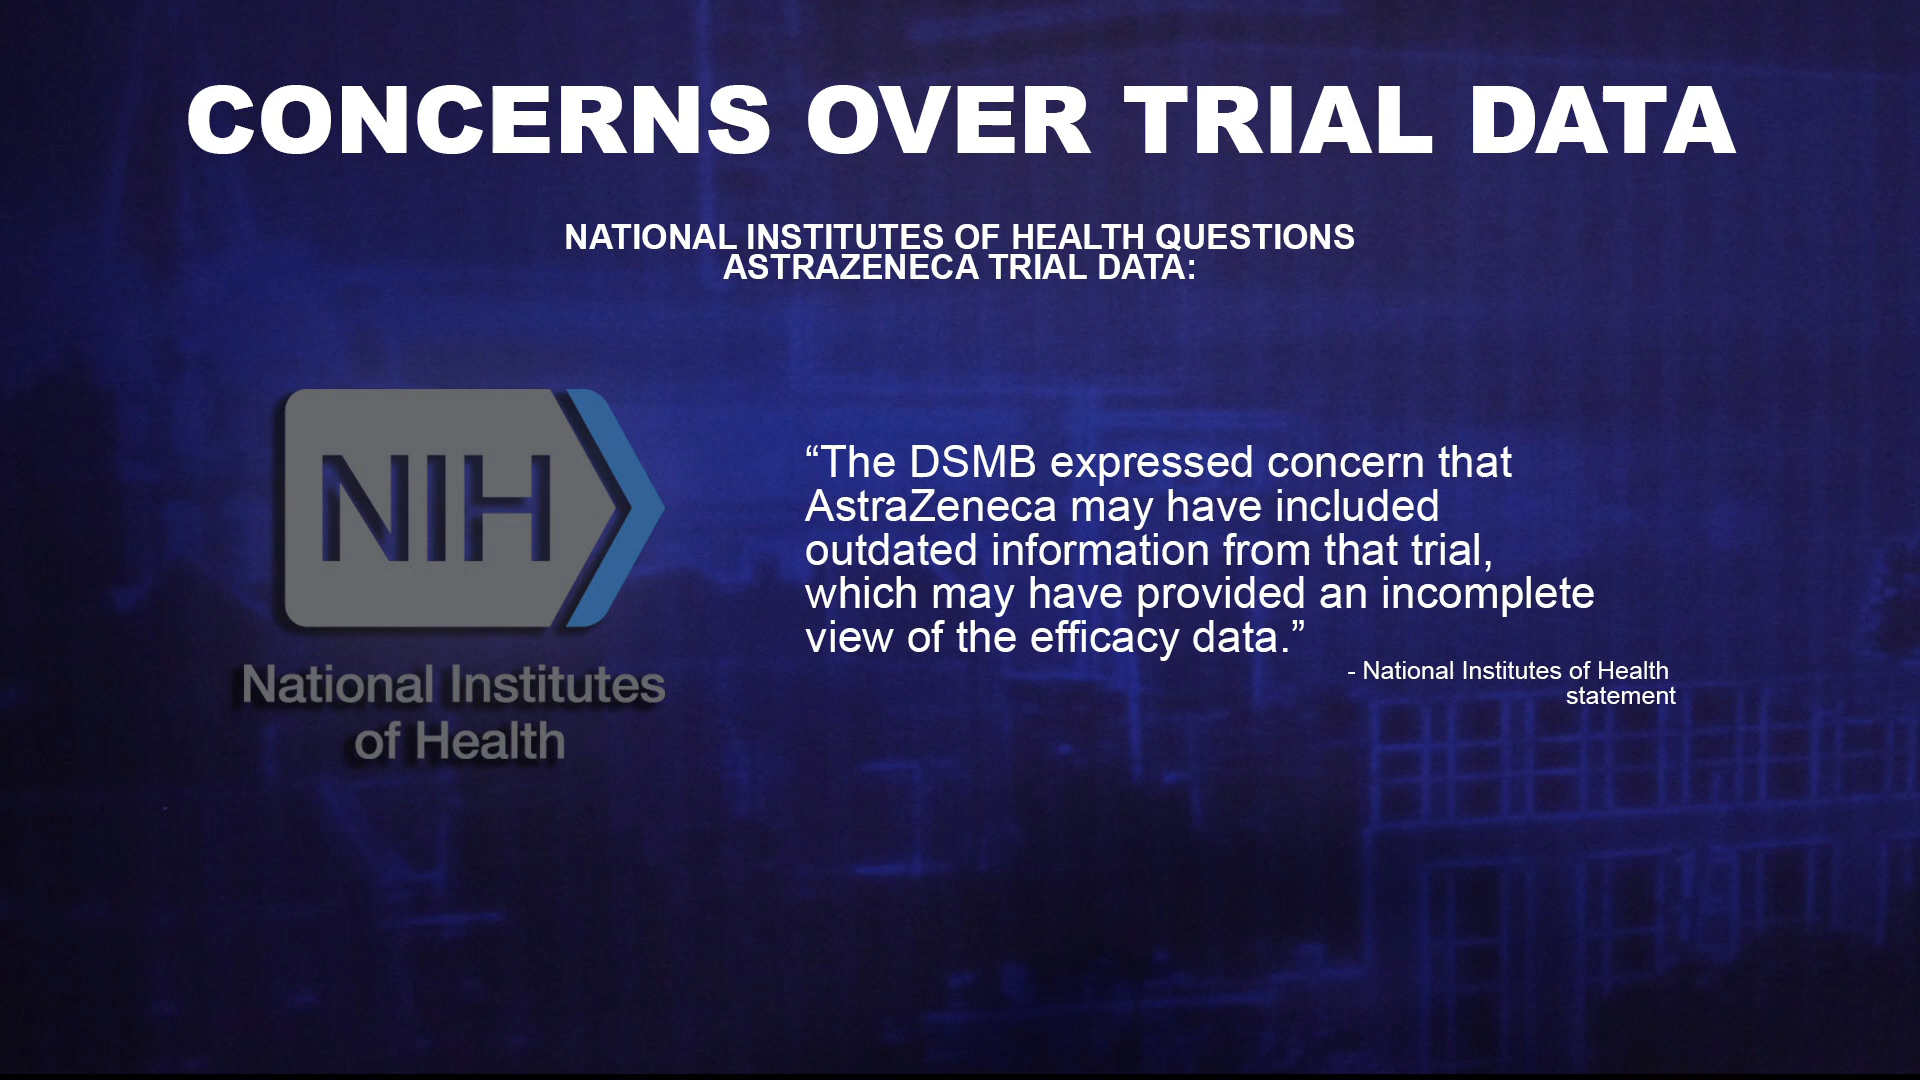 CONCERNS OVER TRIAL DATA
NATIONAL INSTITUTES OF HEALTH QUESTIONS
ASTRAZENECA TRIAL DATA:
NIH
National Institutes
of Health
“The DSMB expressed concern that
AstraZeneca may have included
outdated information from that trial,
which may have provided an incomplete
view of the efficacy data.”
- National Institutes of Health
statement